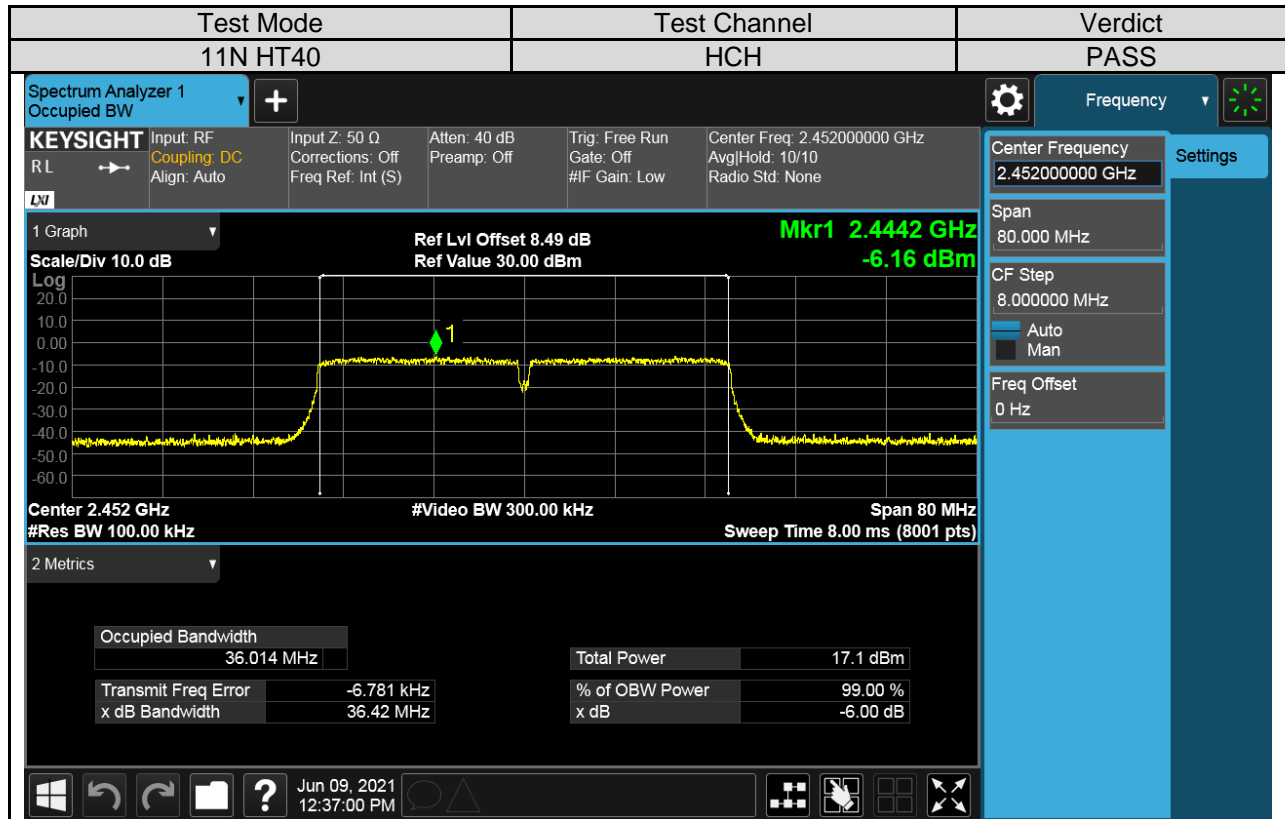 Test Mode Test Channel Verdict
11N HT40 HCH PASS
Spectrum Analyzer 1
Occupied BW
Frequency
KEYSIGHT Input: RF Input Z: 50 Ω Atten: 40 dB Trig: Free Run Center Freq: 2.452000000 GHz
RL Coupling: DC Corrections: Off Preamp: Off Gate: Off Avg|Hold: 10/10
Align: Auto Freq Ref: Int (S) #IF Gain: Low Radio Std: None
LXI
Center Frequency
2.452000000 GHz
Settings
Span
80.000 MHz
CF Step
8.000000 MHz
Auto
Man
Freq Offset
0 Hz
1 Graph Ref Lvl Offset 8.49 dB Mkr1 2.4442 GHz
Scale/Div 10.0 dB Ref Value 30.00 dBm -6.16 dBm
Log
20.0
10.0
0.00
-10.0
-20.0
-30.0
-40.0
-50.0
-60.0
1
Center 2.452 GHz #Video BW 300.00 kHz Span 80 MHz
#Res BW 100.00 kHz Sweep Time 8.00 ms (8001 pts)
2 Metrics
Occupied Bandwidth
36.014 MHz Total Power 17.1 dBm
Transmit Freq Error -6.781 kHz % of OBW Power 99.00 %
x dB Bandwidth 36.42 MHz x dB -6.00 dB
? Jun 09, 2021
12:37:00 PM